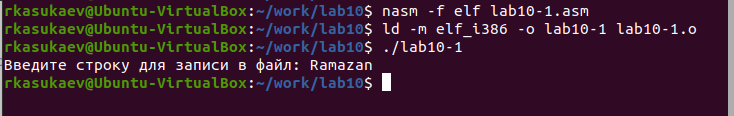 rkasukaev@Ubuntu-VirtualBox:~/work/lab10$ nasm -f elf lab10-1.asm
rkasukaev@Ubuntu-VirtualBox:~/work/lab10$ ld -m elf_i386 -o lab10-1 lab10-1.o
rkasukaev@Ubuntu-VirtualBox:~/work/lab10$ ./lab10-1
Введите строку для записи в файл: Ramazan
rkasukaev@Ubuntu-VirtualBox:~/work/lab10$